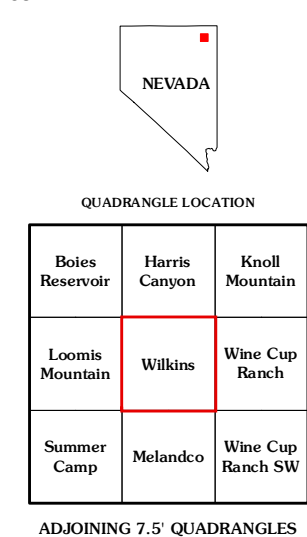 NEVADA
QUADRANGLE LOCATION
Boies
Reservoir
Harris
Canyon
Knoll
Mountain
Loomis
Mountain
Wilkins
Wine Cup
Ranch
Summer
Camp
Melandco
Wine Cup
Ranch SW
ADJOINING 7.5' QUADRANGLES